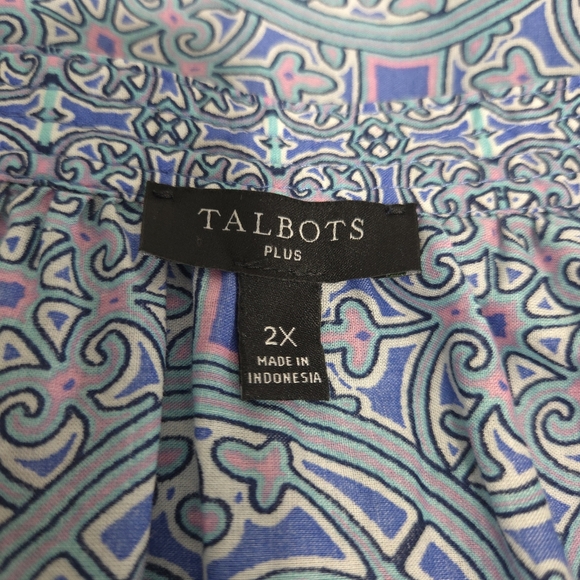 TALBOTS
PLUS
2X
MADE IN
INDONESIA